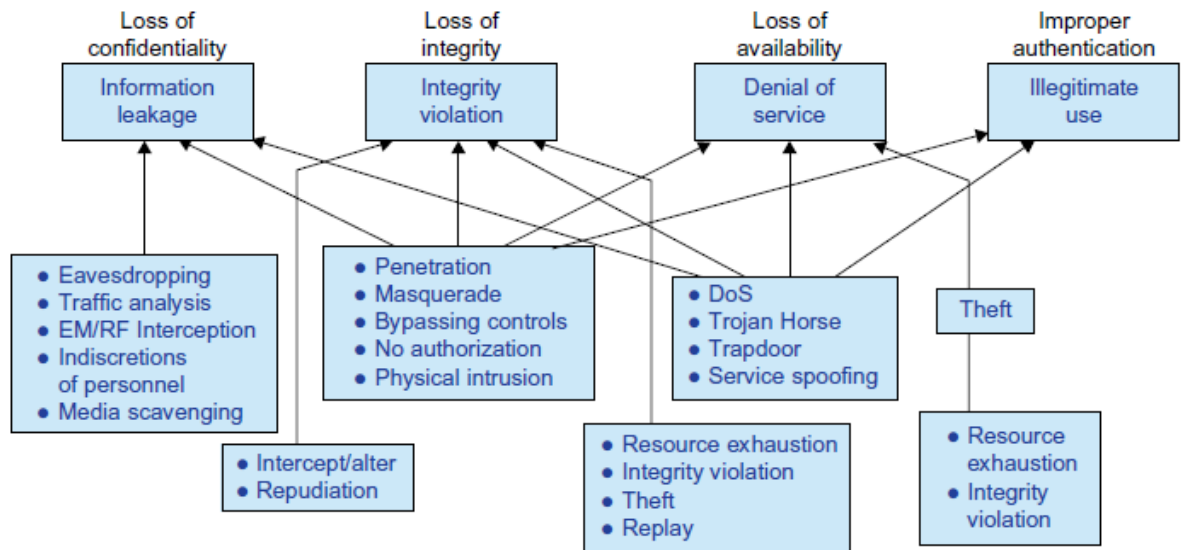 Loss of
confidentiality
Loss of
integrity
Loss of
availability
Improper
authentication
Information
leakage
Integrity
violation
Denial of
service
Illegitimate
use
● Eavesdropping
● Traffic analysis
● EM/RF Interception
● Indiscretions
of personnel
● Media scavenging
● Penetration
● Masquerade
● Bypassing controls
● No authorization
● Physical intrusion
● DoS
● Trojan Horse
● Trapdoor
● Service spoofing
Theft
● Intercept/alter
● Repudiation
● Resource exhaustion
● Integrity violation
● Theft
● Replay
● Resource
exhaustion
● Integrity
violation